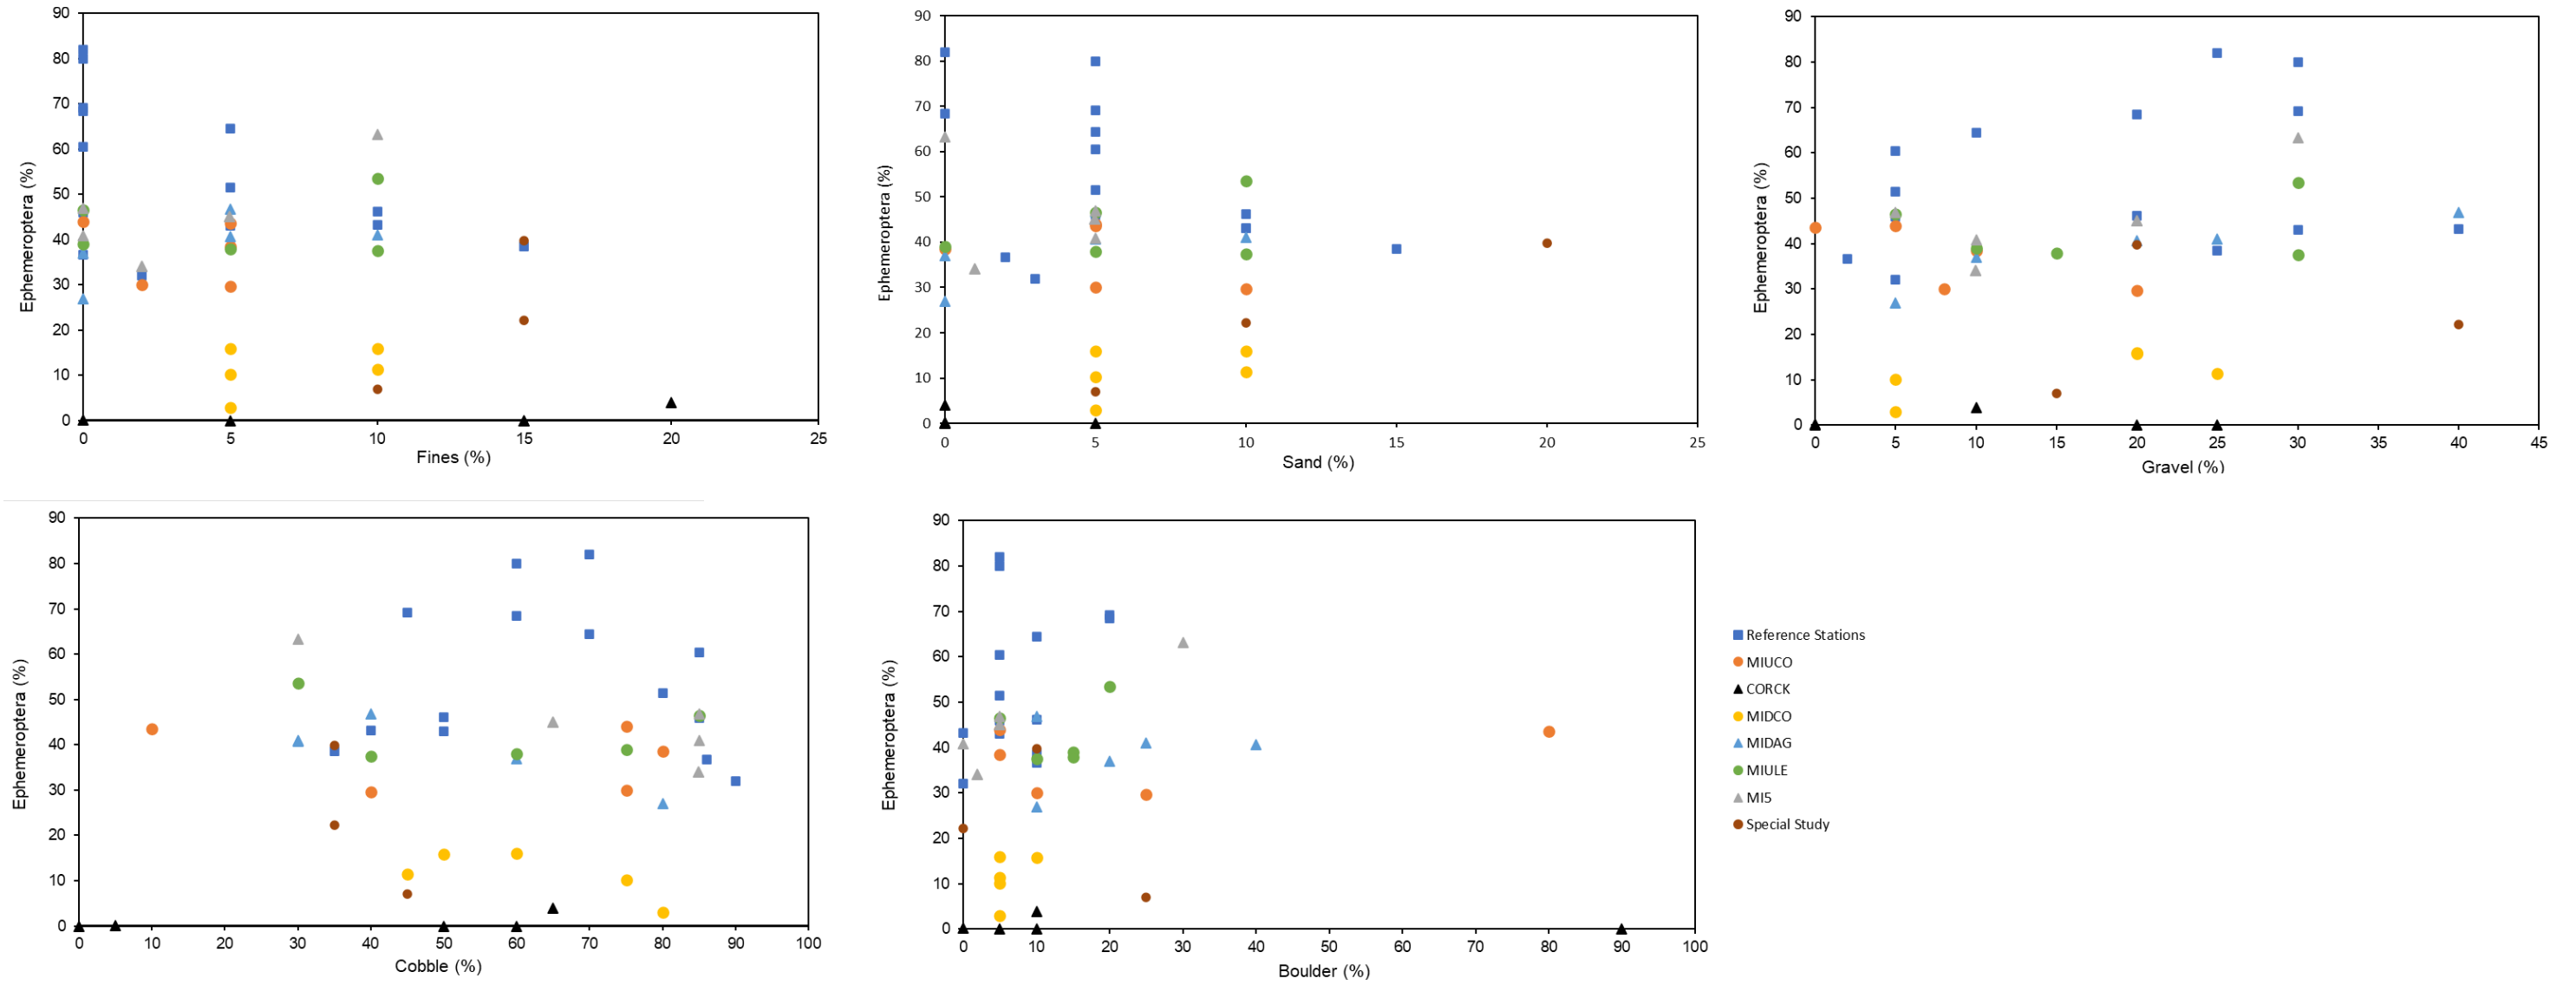 90
80
70
60
50
40
30
20
10
0
Ephemeroptera (%)
0 5 10 15 20 25
Fines (%)
90
80
70
60
50
40
30
20
10
0
Ephemeroptera (%)
0 5 10 15 20 25
Sand (%)
90
80
70
60
50
40
30
20
10
0
Ephemeroptera (%)
0 5 10 15 20 25 30 35 40 45
Gravel (%)
90
80
70
60
50
40
30
20
10
0
Ephemeroptera (%)
0 10 20 30 40 50 60 70 80 90 100
Cobble (%)
90
80
70
60
50
40
30
20
10
0
Ephemeroptera (%)
0 10 20 30 40 50 60 70 80 90 100
Boulder (%)
Reference Stations
MIUCO
CORCK
MIDCO
MIDAG
MIULE
MI5
Special Study